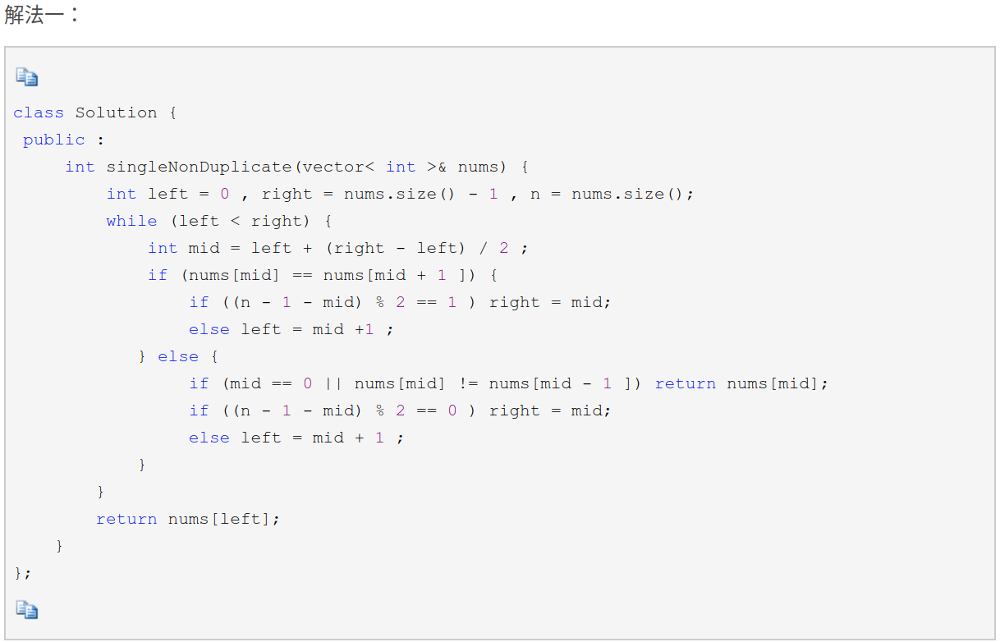 解法一：
class Solution {
public :
int singleNonDuplicate(vector< int >& nums) {
int left = 0 , right = nums.size() - 1 , n = nums.size();
while (left < right) {
int mid = left + (right - left) / 2 ;
if (nums[mid] == nums[mid + 1 ]) {
if ((n - 1 - mid) % 2 == 1 ) right = mid;
else left = mid +1 ;
} else {
if (mid == 0 || nums[mid] != nums[mid - 1 ]) return nums[mid];
if ((n - 1 - mid) % 2 == 0 ) right = mid;
else left = mid + 1 ;
}
}
return nums[left];
}
};